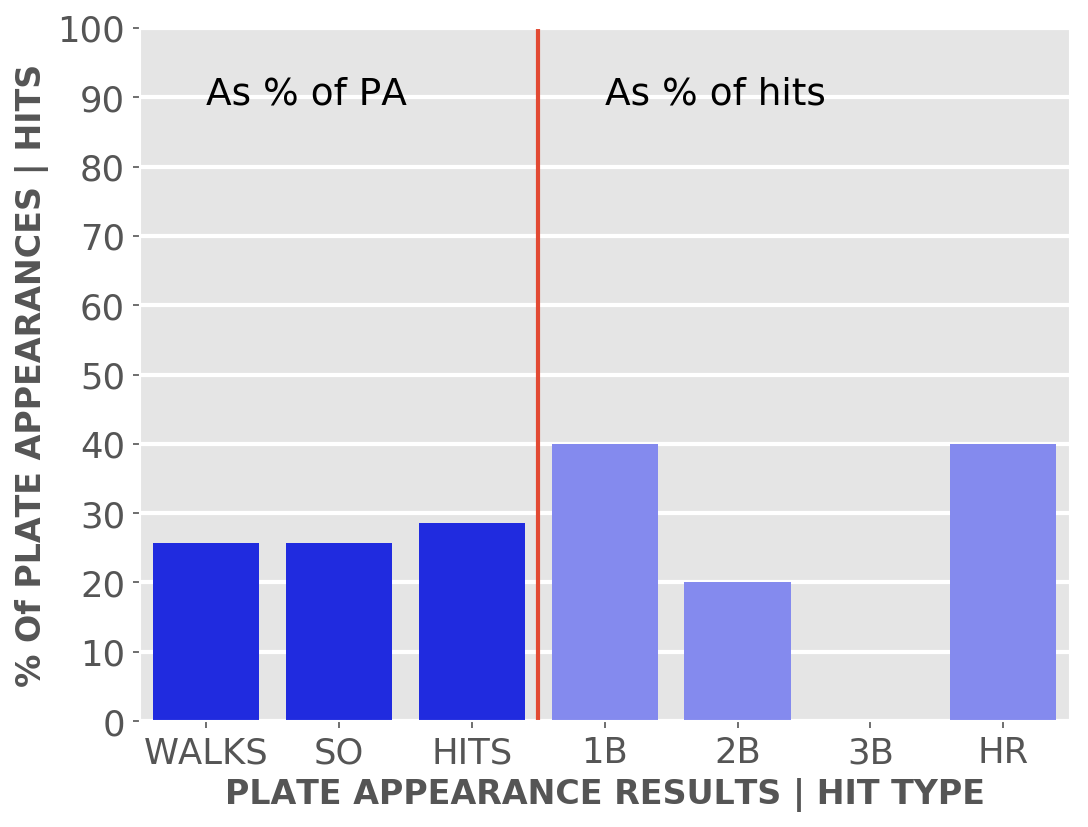 % Of PLATE APPEARANCES | HITS
100
90
80
70
60
50
40
30
20
10
0
As % of PA
As % of hits
WALKS SO HITS 1B 2B 3B HR
PLATE APPEARANCE RESULTS | HIT TYPE